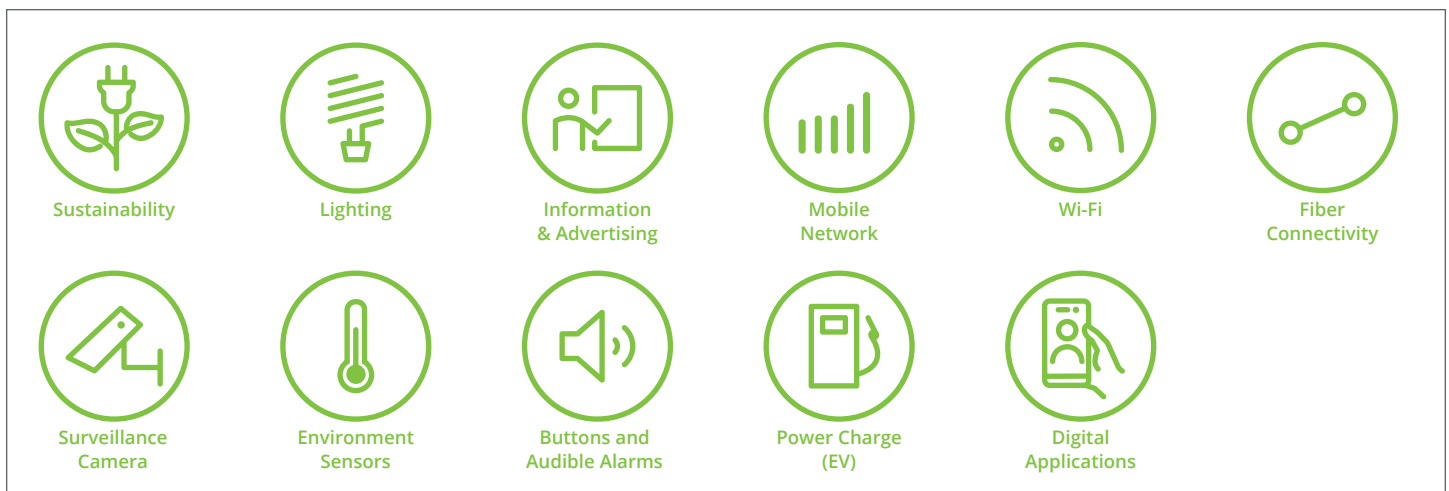 Sustainability
Lighting
Information
& Advertising
Mobile
Network
Wi-Fi
Fiber
Connectivity
Surveillance
Camera
Environment
Sensors
Buttons and
Audible Alarms
Power Charge
(EV)
Digital
Applications